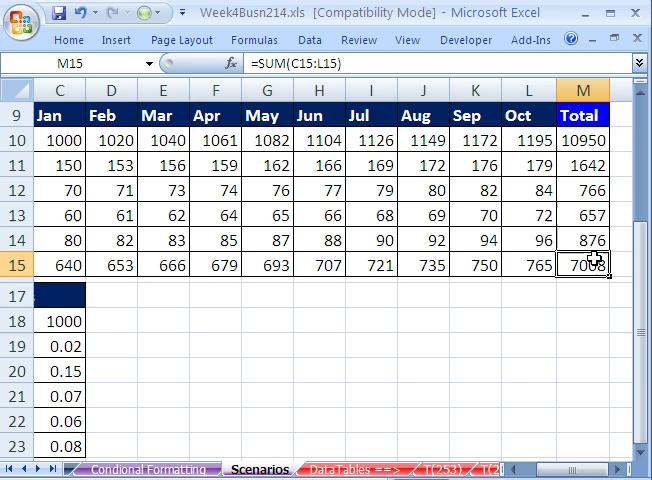 Week4Busn214.xls [Compatibility Mode] - Microsoft Excel
Home Insert Page Layout Formulas Data Review View Developer Add-Ins
M15 fx =SUM(C15:L15)
C D E F G H I J K L M
9 Jan Feb Mar Apr May Jun Jul Aug Sep Oct Total
10 1000 1020 1040 1061 1082 1104 1126 1149 1172 1195 10950
11 150 153 156 159 162 166 169 172 176 179 1642
12 70 71 73 74 76 77 79 80 82 84 766
13 60 61 62 64 65 66 68 69 70 72 657
14 80 82 83 85 87 88 90 92 94 96 876
15 640 653 666 679 693 707 721 735 750 765 7008
17
18 1000
19 0.02
20 0.15
21 0.07
22 0.06
23 0.08
Condional Formatting Scenarios DataTables ==> T(253) T(2